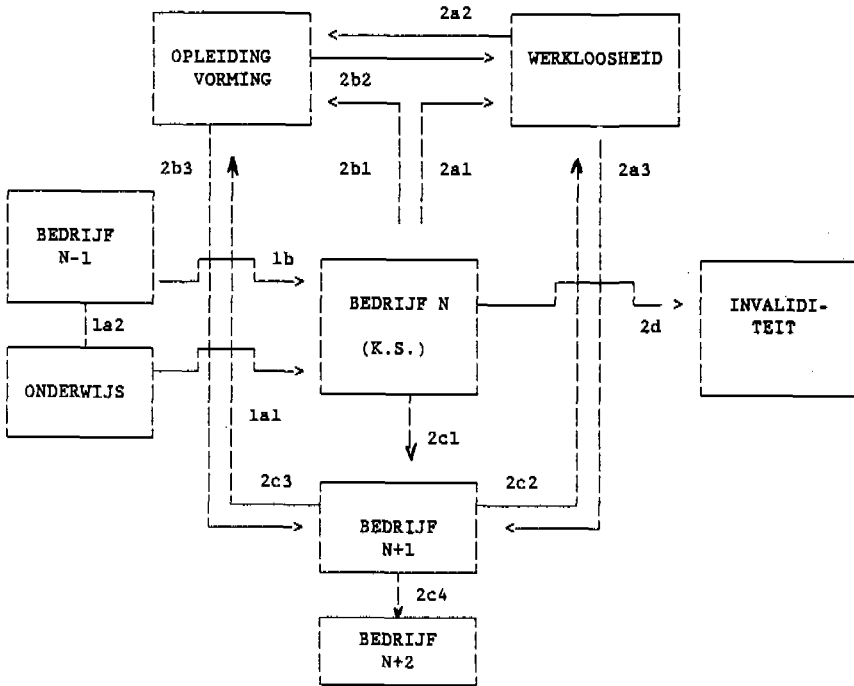 2a2
OPLEIDING
VORMING
WERKLOOSHEID
2b2
2b3
2b1
2a1
2a3
BEDRIJF
N-1
1b
BEDRIJF N
(K.S.)
INVALIDI-
TEIT
1a2
2d
ONDERWIJS
1a1
2c1
2c3
2c2
BEDRIJF
N+1
2c4
BEDRIJF
N+2